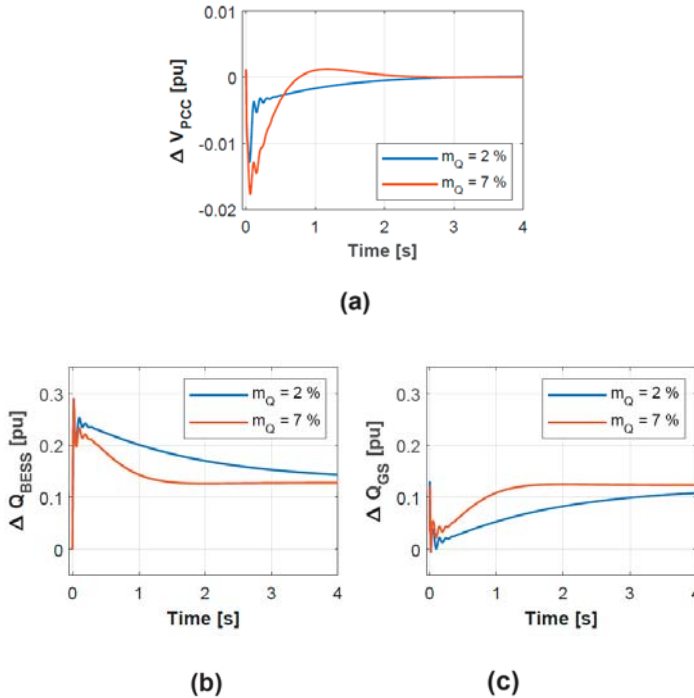 0.01
0
-0.01
-0.02
Δ V_PCC [pu]
m_Q = 2 %
m_Q = 7 %
0 1 2 3 4
Time [s]
(a)
0.3
0.2
0.1
0
Δ Q_BESS [pu]
m_Q = 2 %
m_Q = 7 %
0 1 2 3 4
Time [s]
(b)
0.3
0.2
0.1
0
Δ Q_GS [pu]
m_Q = 2 %
m_Q = 7 %
0 1 2 3 4
Time [s]
(c)